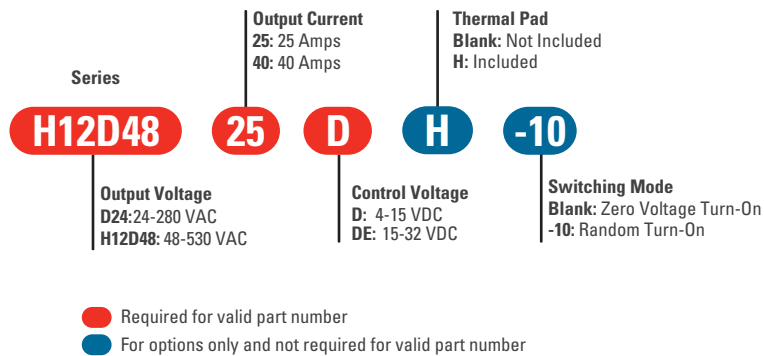 Output Current
25: 25 Amps
40: 40 Amps
Thermal Pad
Blank: Not Included
H: Included
Series
H12D48
25
D
H
-10
Output Voltage
D24:24-280 VAC
H12D48: 48-530 VAC
Control Voltage
D: 4-15 VDC
DE: 15-32 VDC
Switching Mode
Blank: Zero Voltage Turn-On
-10: Random Turn-On
Required for valid part number
For options only and not required for valid part number